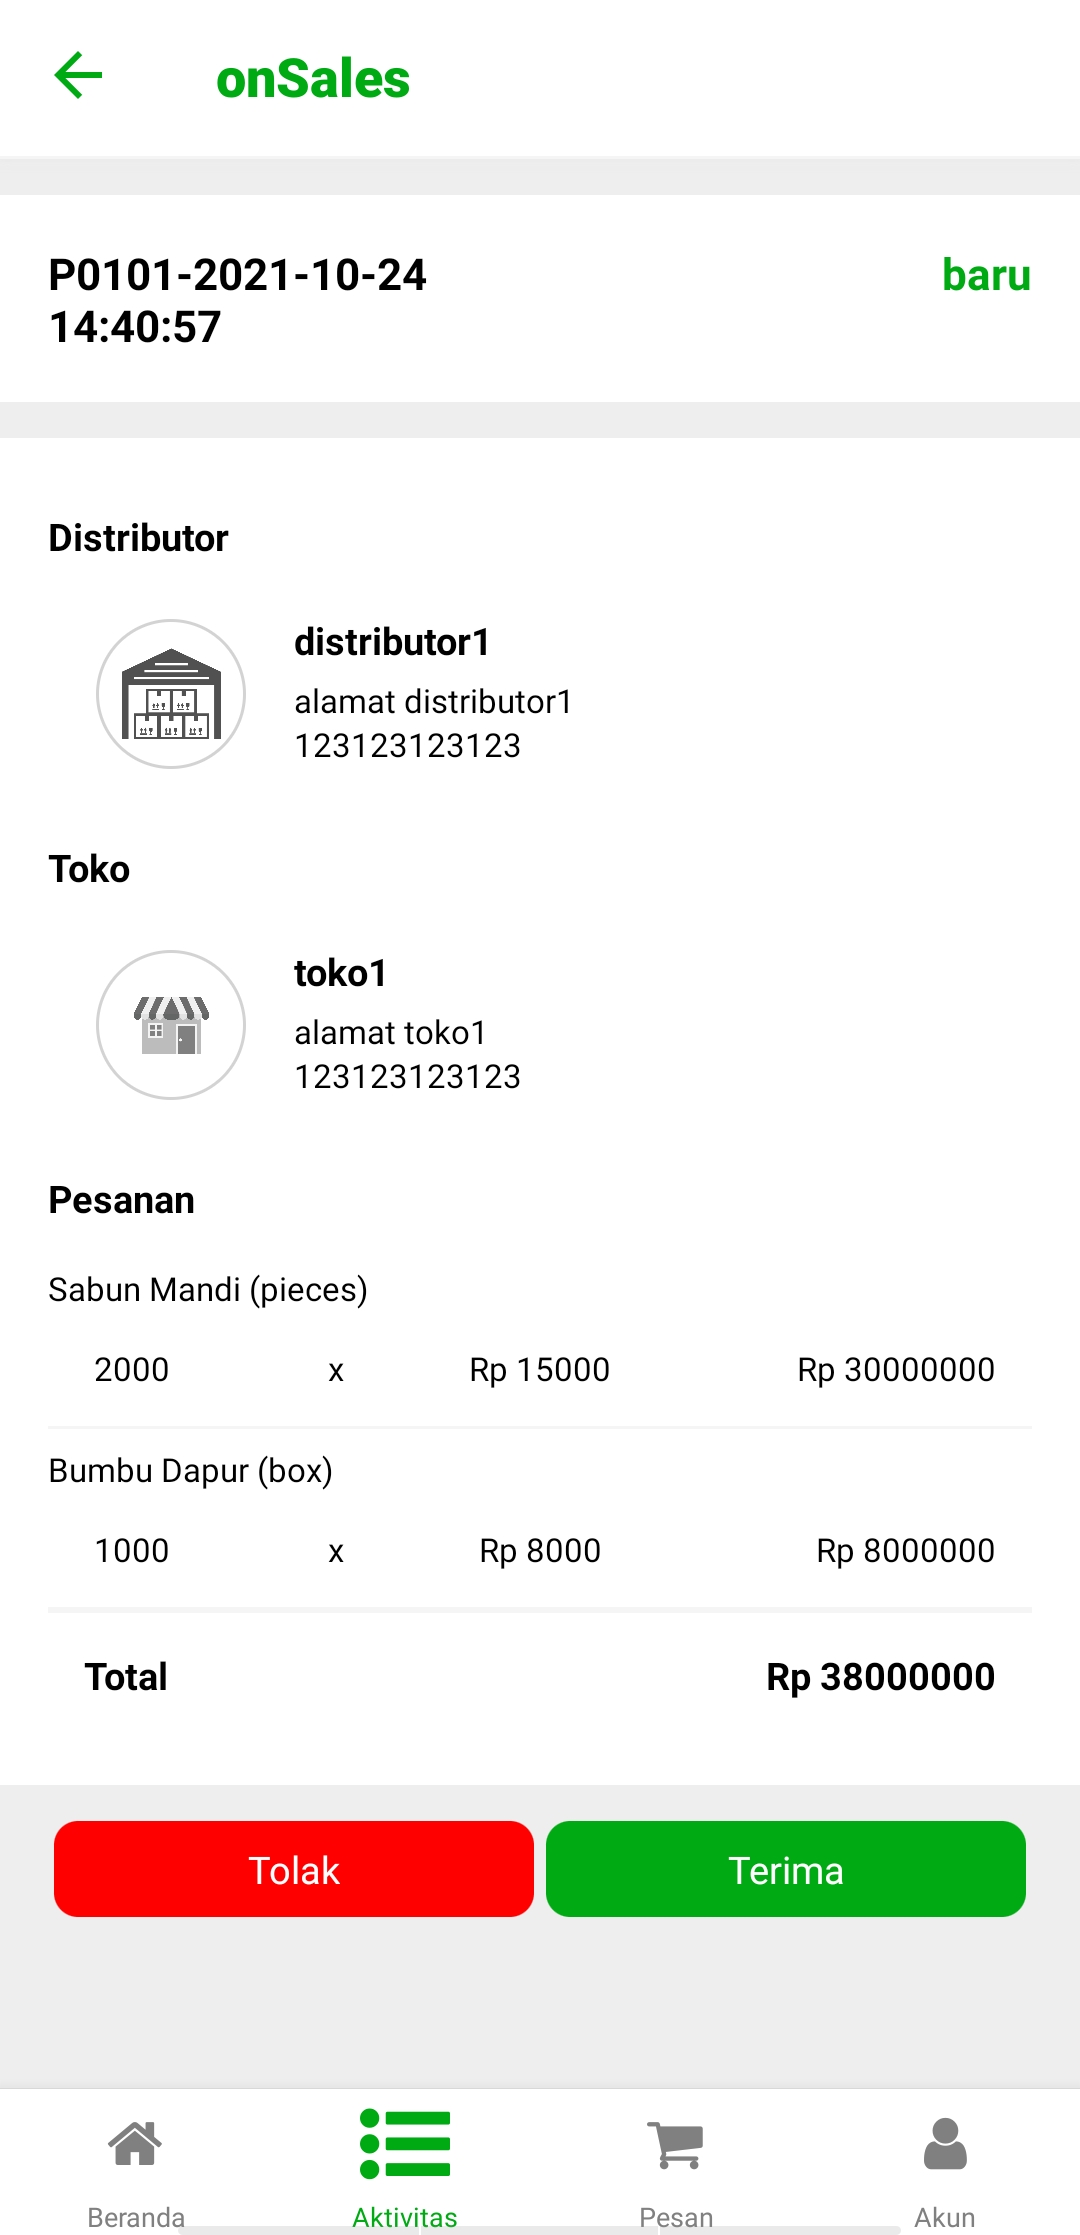 onSales
P0101-2021-10-24
14:40:57
baru
Distributor
distributor1
alamat distributor1
123123123123
Toko
toko1
alamat toko1
123123123123
Pesanan
Sabun Mandi (pieces)
2000 x Rp 15000 Rp 30000000
Bumbu Dapur (box)
1000 x Rp 8000 Rp 8000000
Total Rp 38000000
Tolak Terima
Beranda Aktivitas Pesan Akun